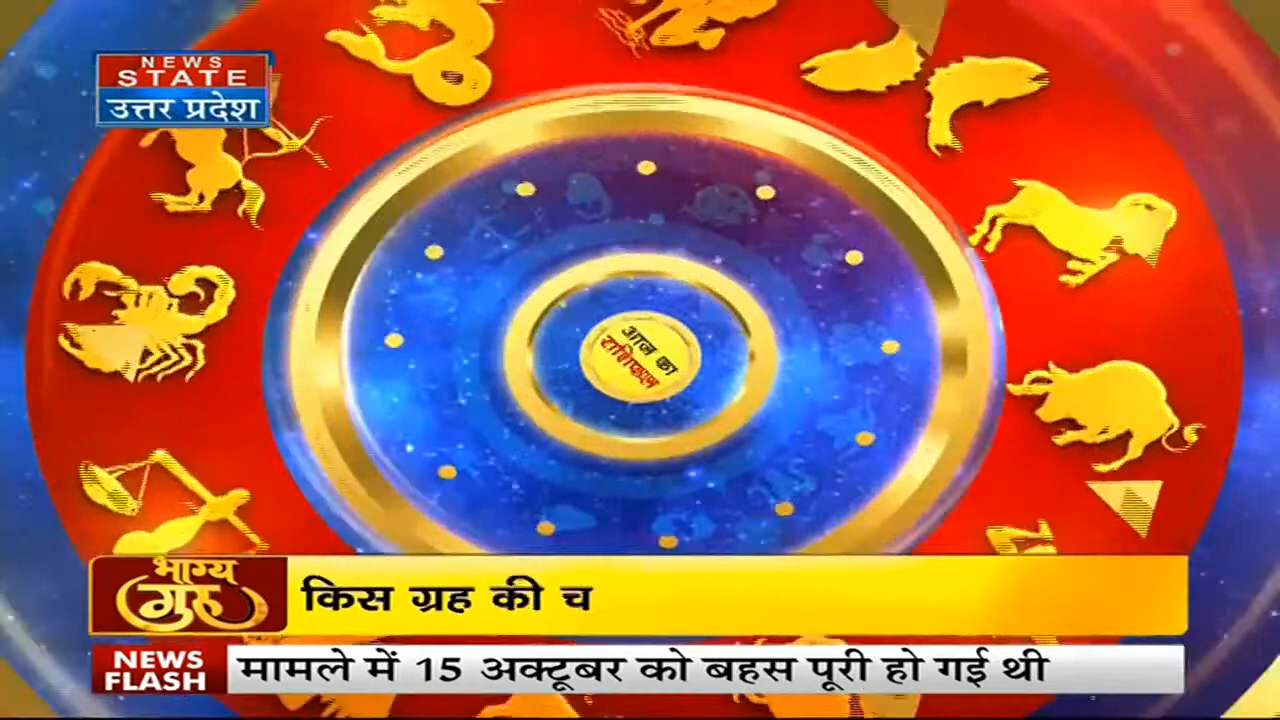 NEWS
STATE
उत्तर प्रदेश
आज का
राशिफल
भाग्य
गुरु
किस ग्रह की च
NEWS
FLASH
मामले में 15 अक्टूबर को बहस पूरी हो गई थी